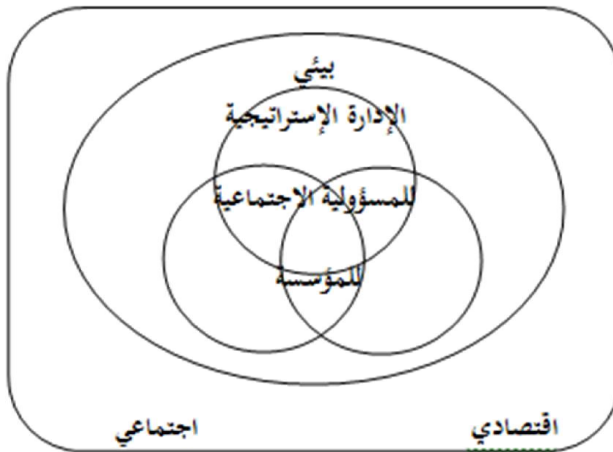 بيئي
الإدارة الإستراتيجية
للمسؤولية الاجتماعية
للمؤسسة
اقتصادي
اجتماعي